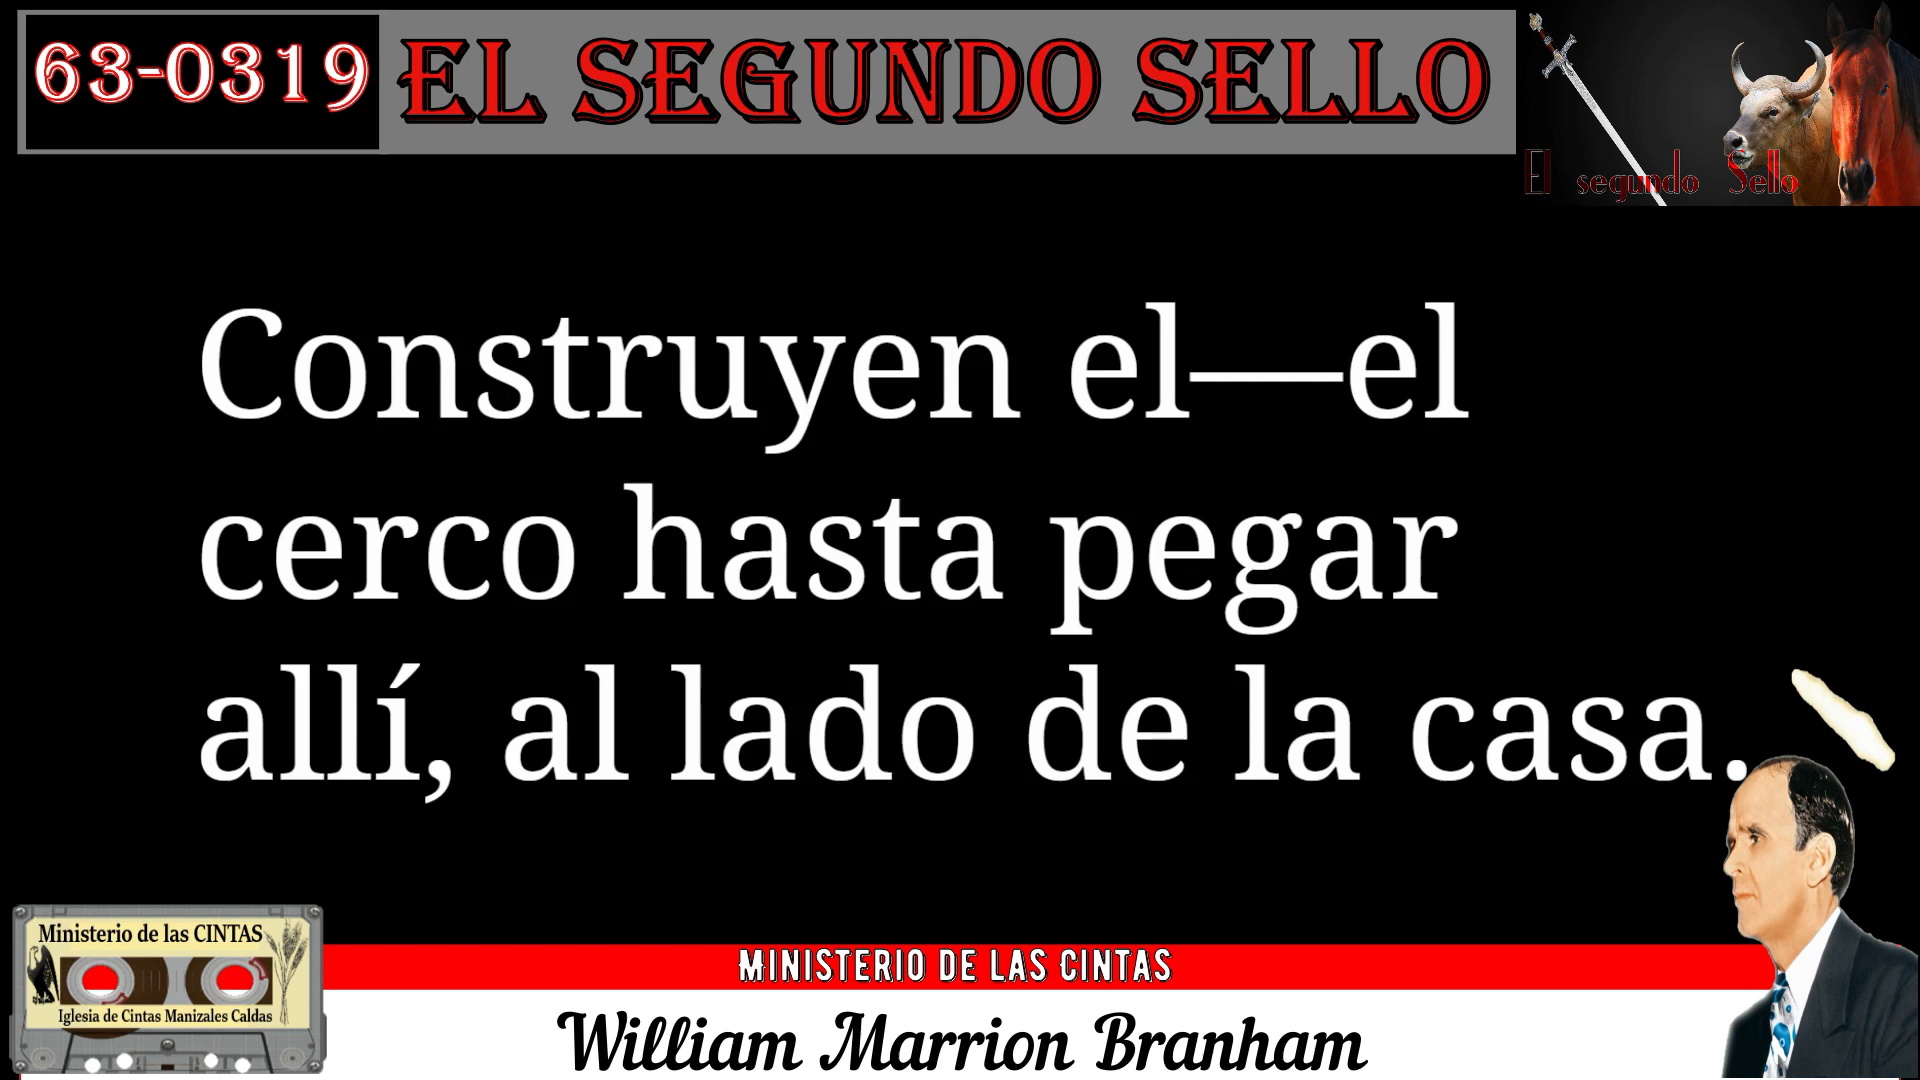 63-0319
EL SEGUNDO SELLO
El segundo Sello
Construyen el—el
cerco hasta pegar
allí, al lado de la casa.
Ministerio de las CINTAS
Iglesia de Cintas Manizales Caldas
MINISTERIO DE LAS CINTAS
William Marrion Branham